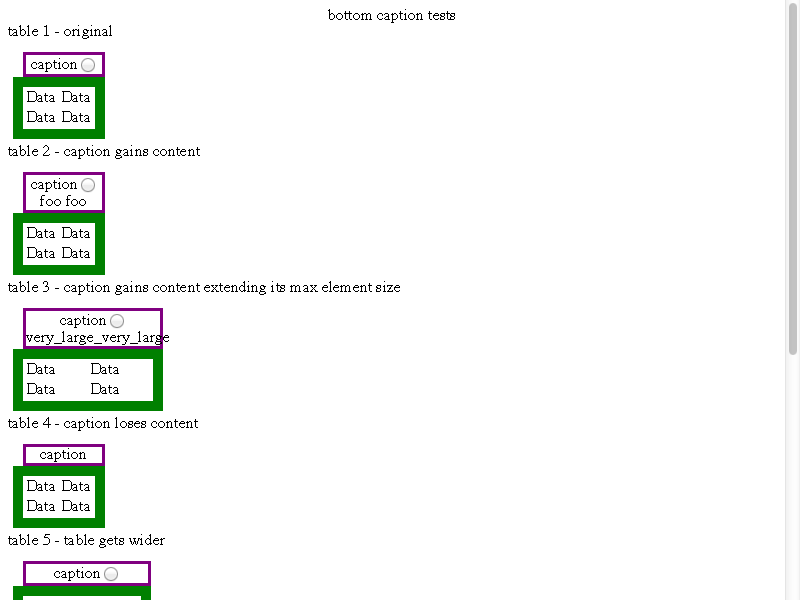 bottom caption tests
table 1 - original
caption
Data Data
Data Data
table 2 - caption gains content
caption
foo foo
Data Data
Data Data
table 3 - caption gains content extending its max element size
caption
very_large_very_large
Data Data
Data Data
table 4 - caption loses content
caption
Data Data
Data Data
table 5 - table gets wider
caption